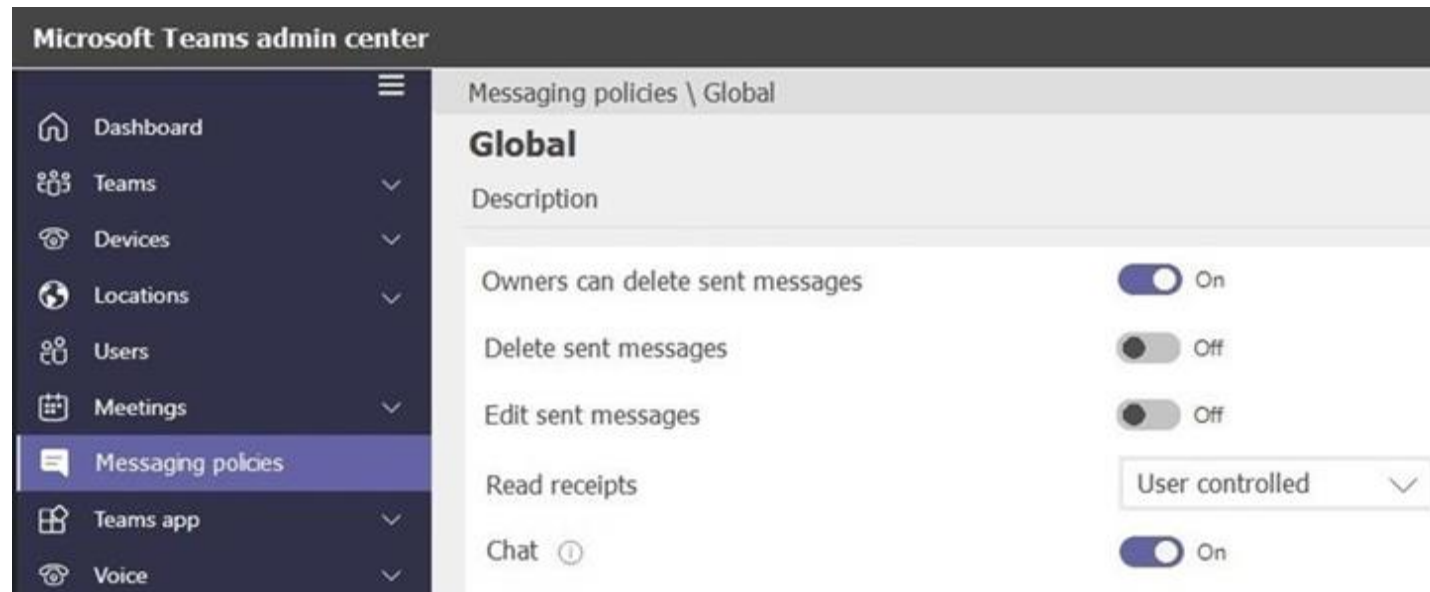 Microsoft Teams admin center
Dashboard
Teams
Devices
Locations
Users
Meetings
Messaging policies
Teams app
Voice
Messaging policies \ Global
Global
Description
Owners can delete sent messages On
Delete sent messages Off
Edit sent messages Off
Read receipts User controlled
Chat On